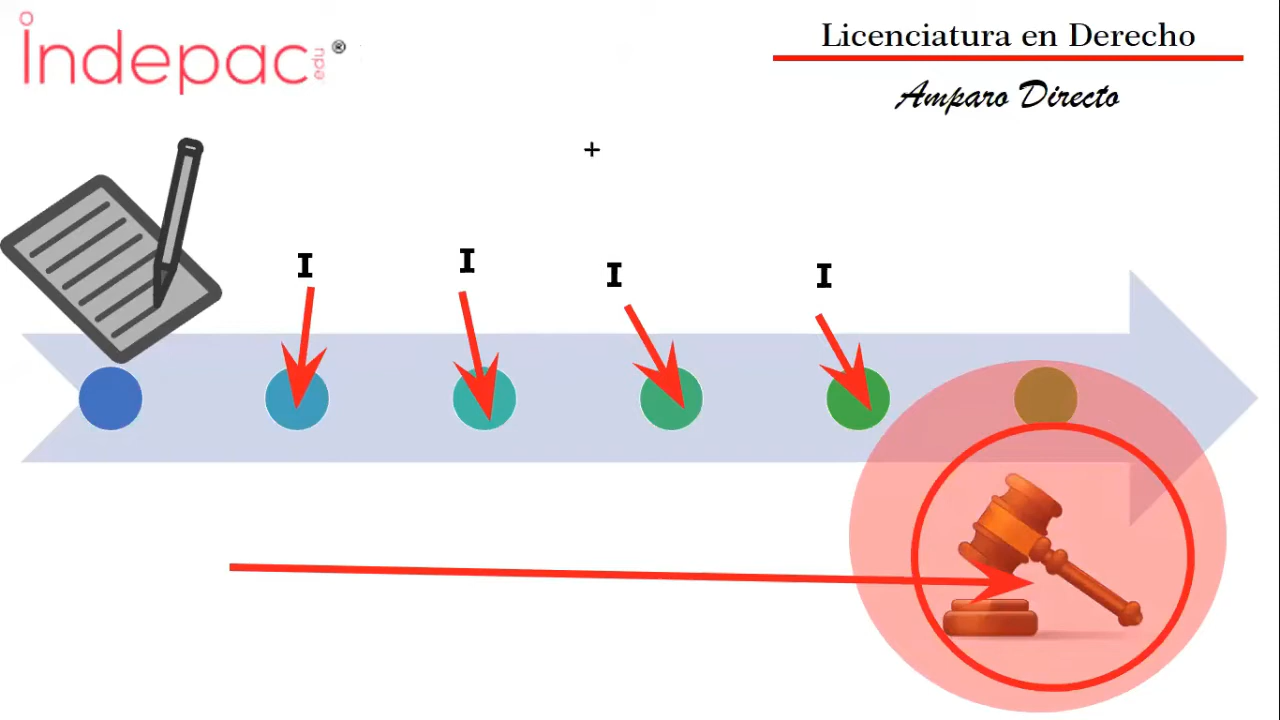 indepac
edu
®
Licenciatura en Derecho
Amparo Directo
I
I
I
I